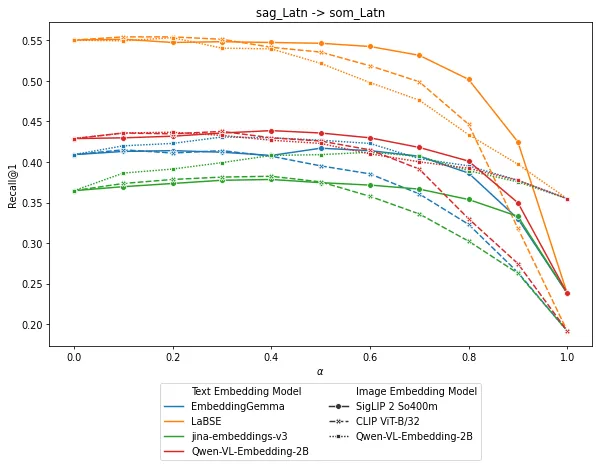 sag_Latn -> som_Latn
Recall@1
0.55
0.50
0.45
0.40
0.35
0.30
0.25
0.20
0.0 0.2 0.4 0.6 0.8 1.0
α
Text Embedding Model
EmbeddingGemma
LaBSE
jina-embeddings-v3
Qwen-VL-Embedding-2B
Image Embedding Model
SigLIP 2 So400m
CLIP ViT-B/32
Qwen-VL-Embedding-2B